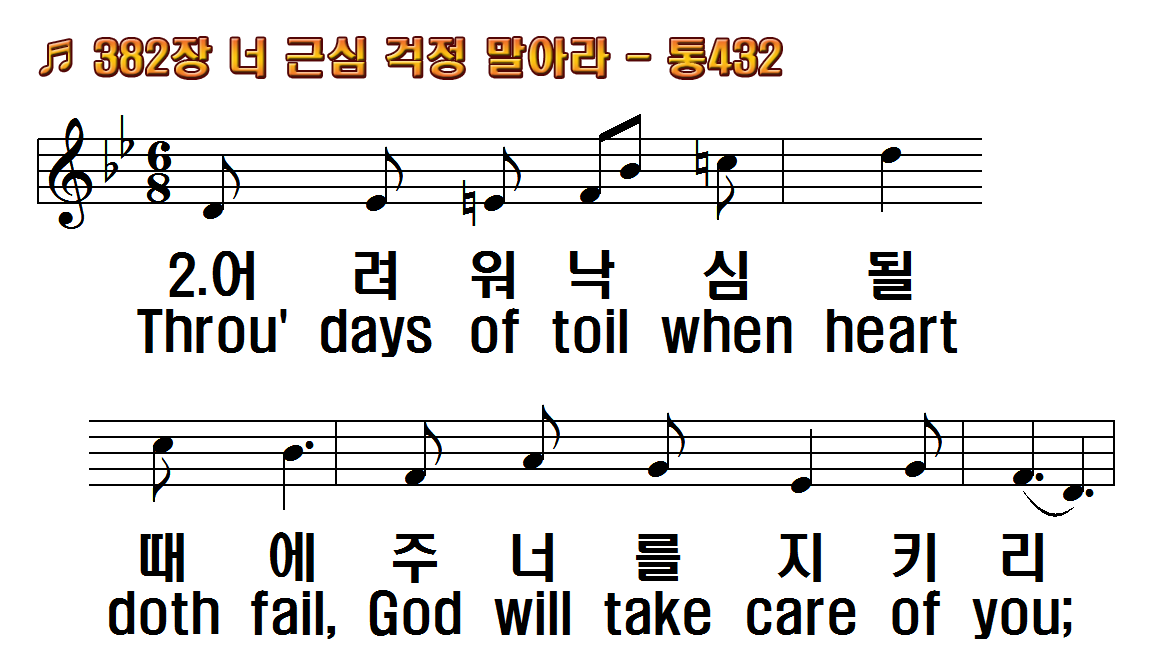 ♬ 382장 너 근심 걱정 말아라 - 통432
6
8
2.어 려 워 낙 심 될
Throu' days of toil when heart
때 에 주 너 를 지 키 리
doth fail, God will take care of you;